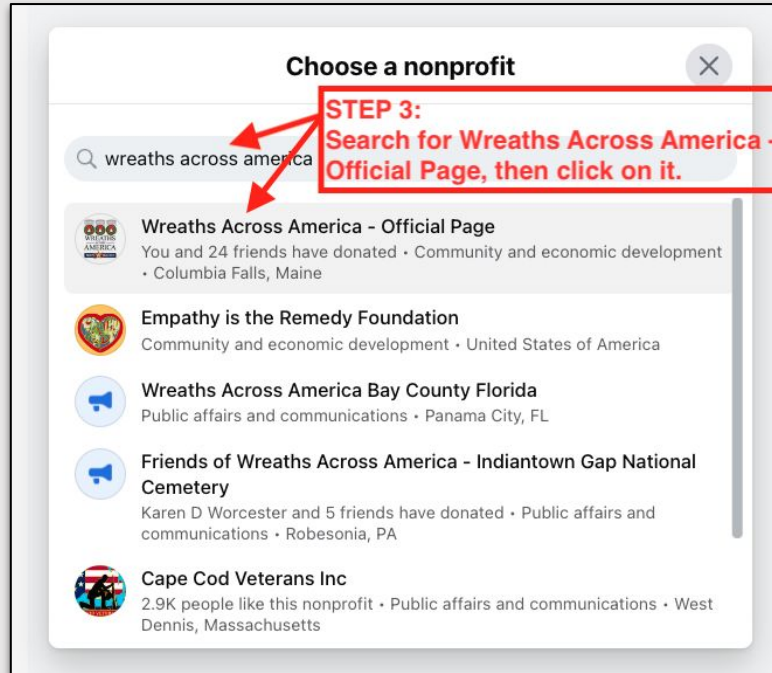 Choose a nonprofit
STEP 3:
Search for Wreaths Across America -
Official Page, then click on it.
wreaths across america
WREATHS
AMERICA
Wreaths Across America - Official Page
You and 24 friends have donated • Community and economic development
• Columbia Falls, Maine
Empathy is the Remedy Foundation
Community and economic development • United States of America
Wreaths Across America Bay County Florida
Public affairs and communications • Panama City, FL
Friends of Wreaths Across America - Indiantown Gap National
Cemetery
Karen D Worcester and 5 friends have donated • Public affairs and
communications • Robesonia, PA
Cape Cod Veterans Inc
2.9K people like this nonprofit • Public affairs and communications • West
Dennis, Massachusetts